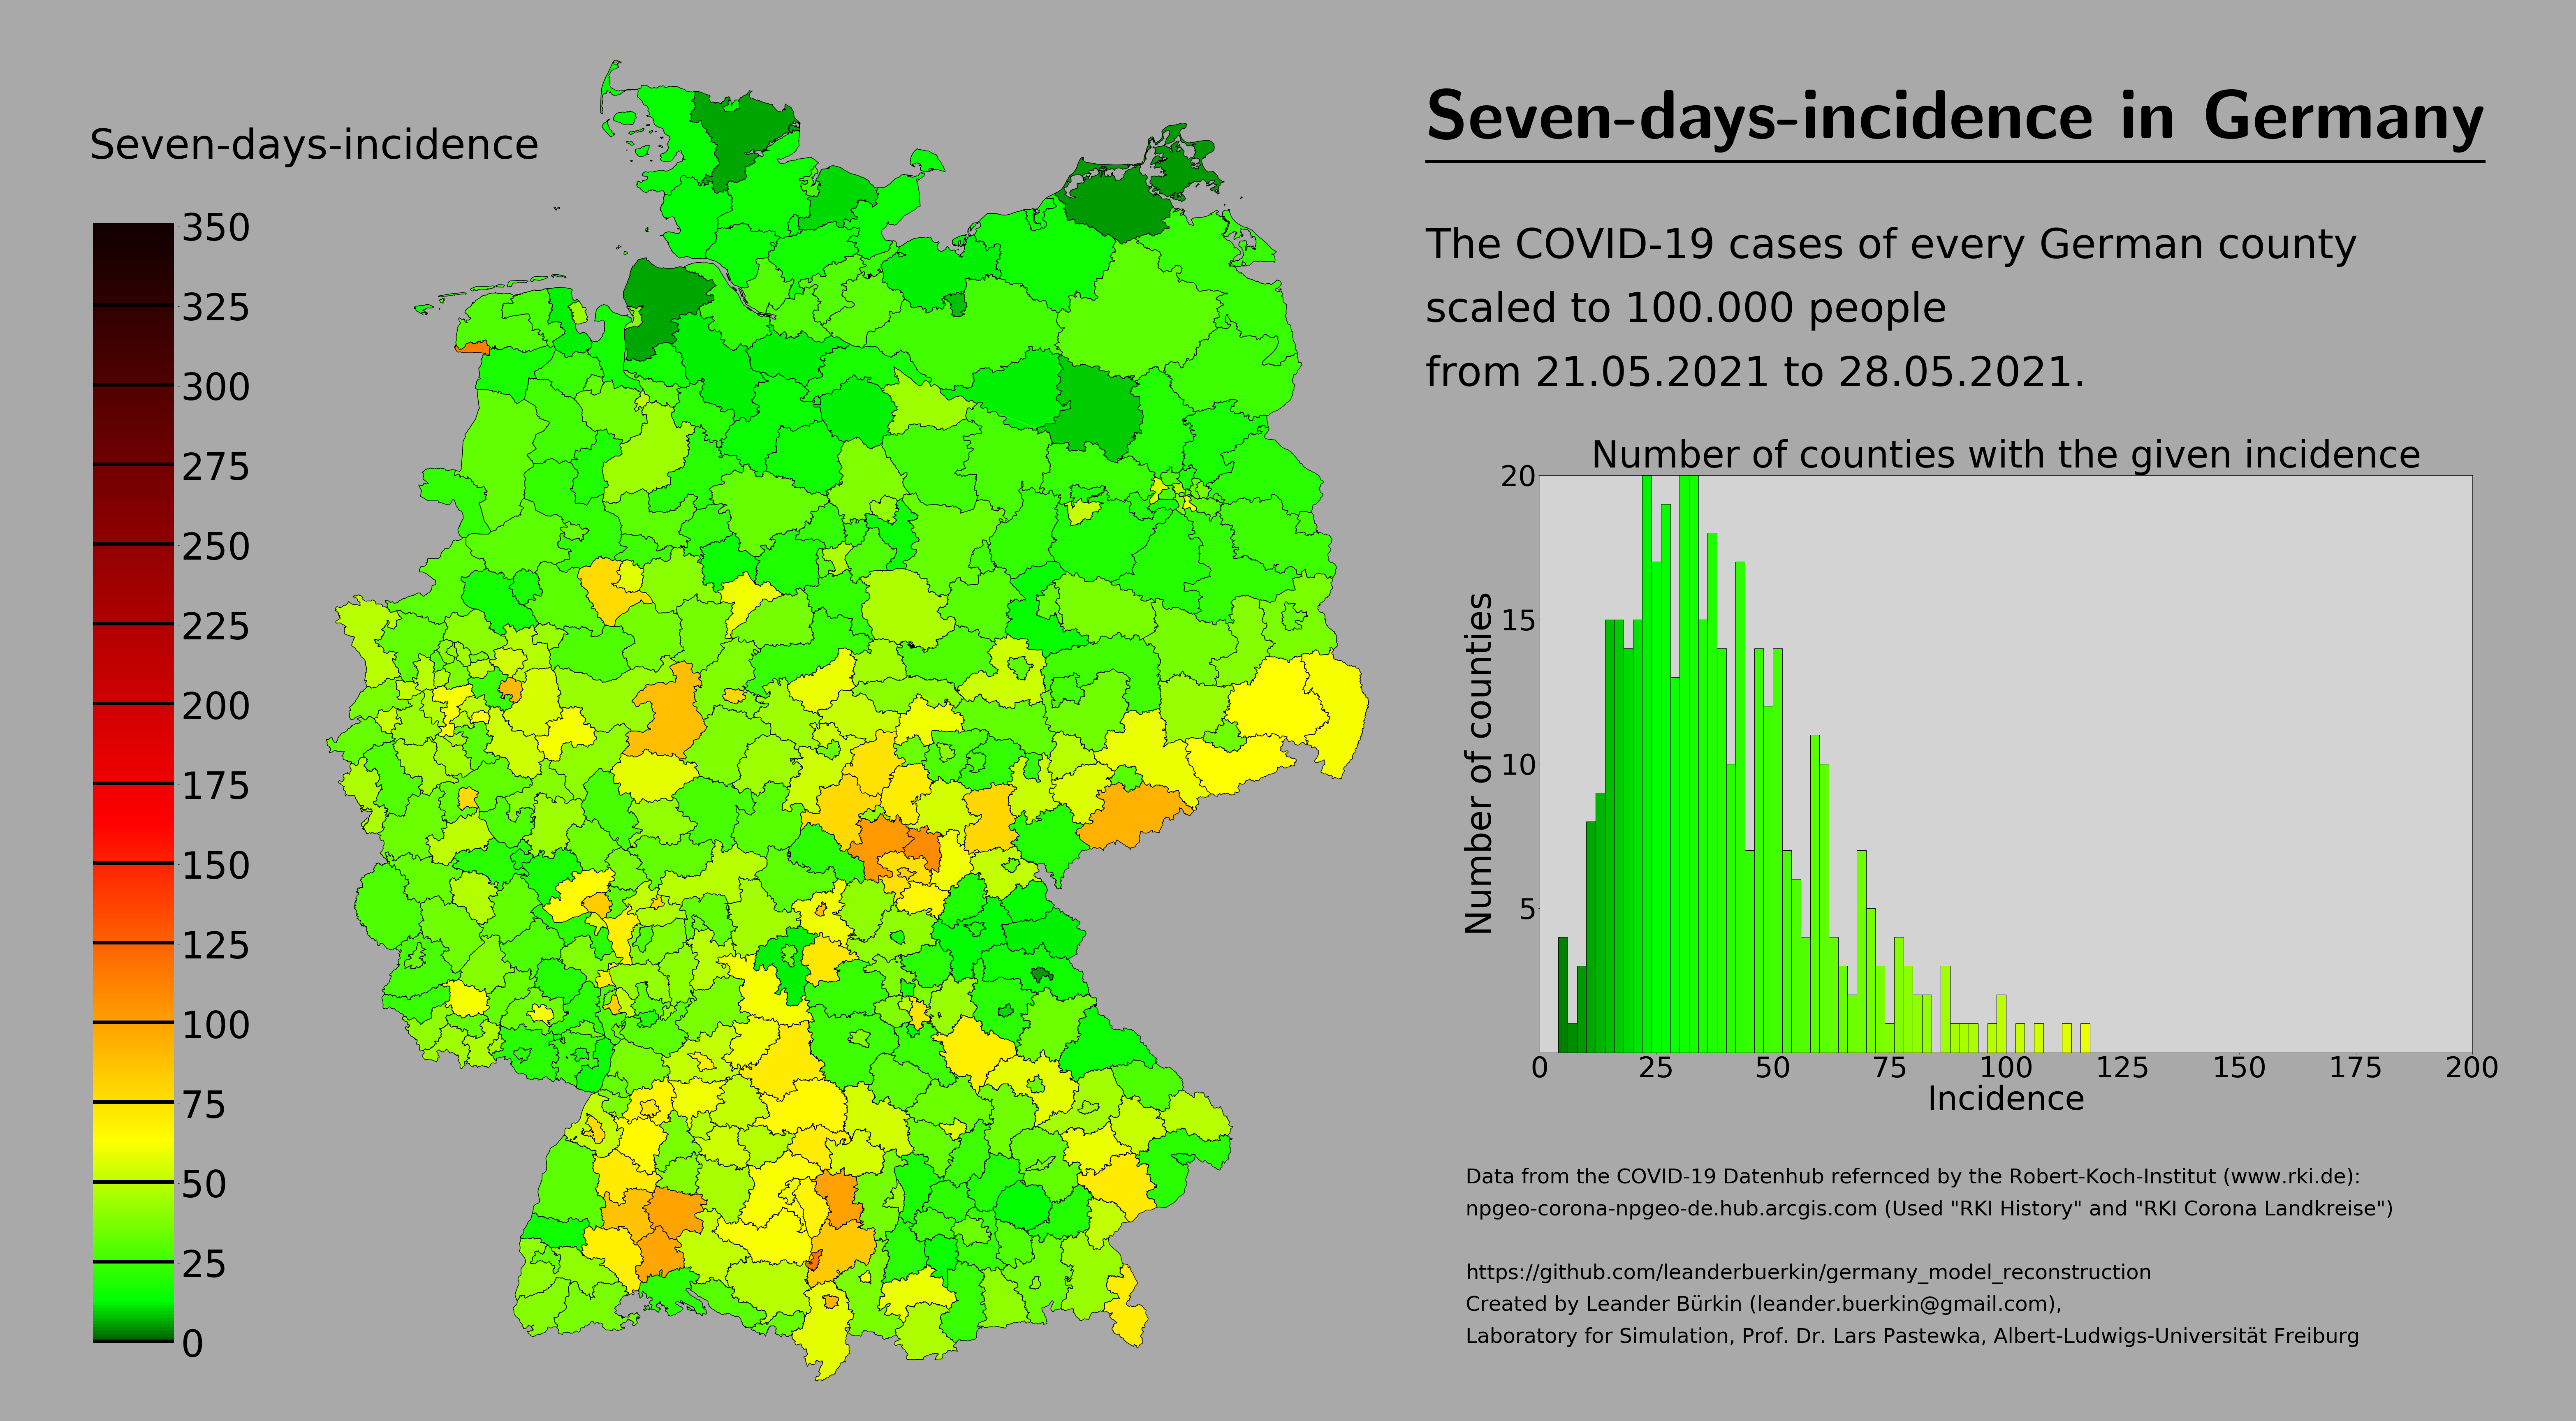 Seven-days-incidence in Germany
Seven-days-incidence
350
325
300
275
250
225
200
175
150
125
100
75
50
25
0
The COVID-19 cases of every German county
scaled to 100.000 people
from 21.05.2021 to 28.05.2021.
Number of counties with the given incidence
20
15
10
5
Number of counties
0 25 50 75 100 125 150 175 200
Incidence
Data from the COVID-19 Datenhub refernced by the Robert-Koch-Institut (www.rki.de):
npgeo-corona-npgeo-de.hub.arcgis.com (Used "RKI History" and "RKI Corona Landkreise")
https://github.com/leanderbuerkin/germany_model_reconstruction
Created by Leander Bürkin (leander.buerkin@gmail.com),
Laboratory for Simulation, Prof. Dr. Lars Pastewka, Albert-Ludwigs-Universität Freiburg